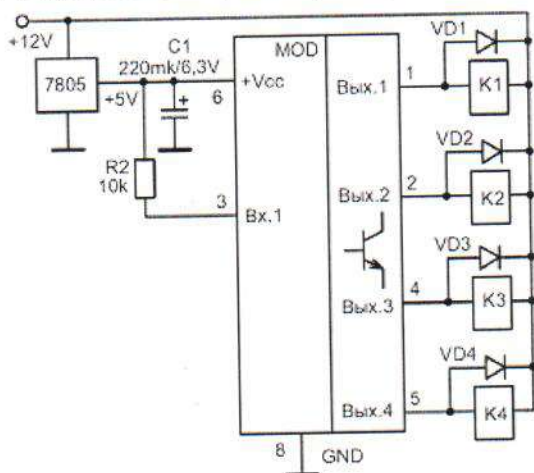 +12V
7805
+5V
C1
220mk/6,3V
+
R2
10k
6
3
8
GND
MOD
+Vcc
Вх.1
Вых.1
Вых.2
Вых.3
Вых.4
1
2
4
5
VD1
K1
VD2
K2
VD3
K3
VD4
K4